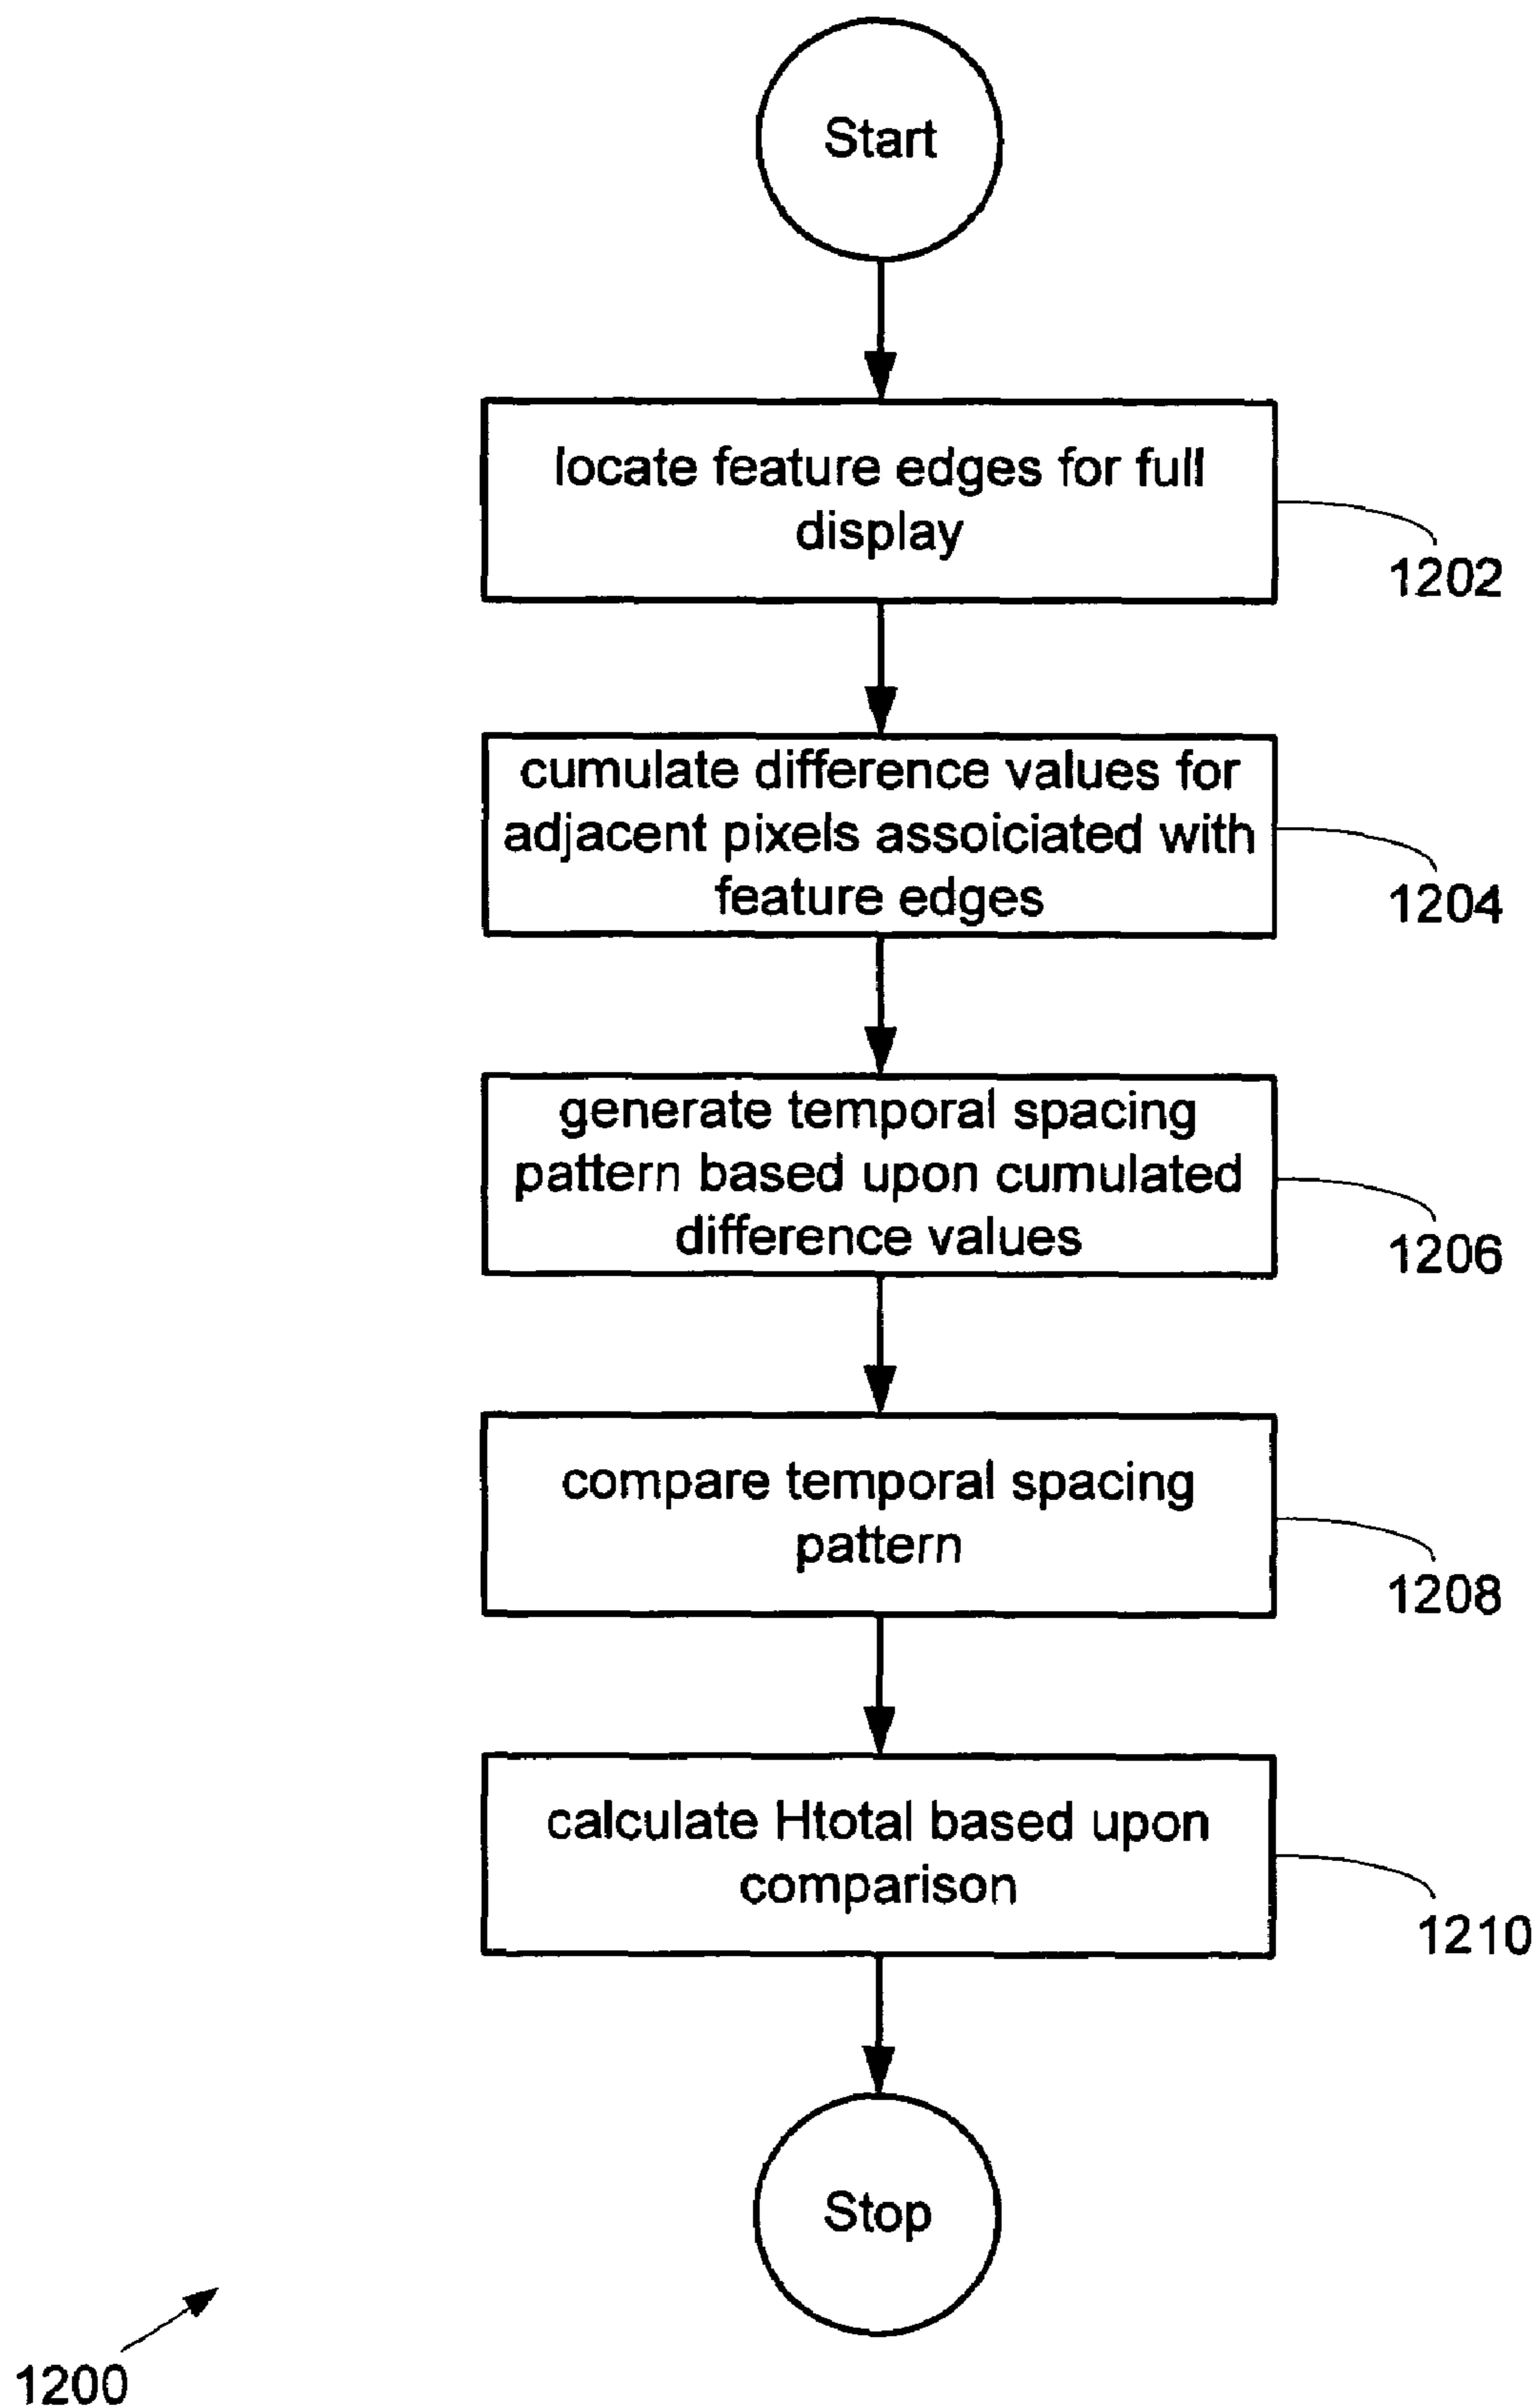 Start
locate feature edges for full
display
1202
cumulate difference values for
adjacent pixels assoiciated with
feature edges
1204
generate temporal spacing
pattern based upon cumulated
difference values
1206
compare temporal spacing
pattern
1208
calculate Htotal based upon
comparison
1210
Stop
1200